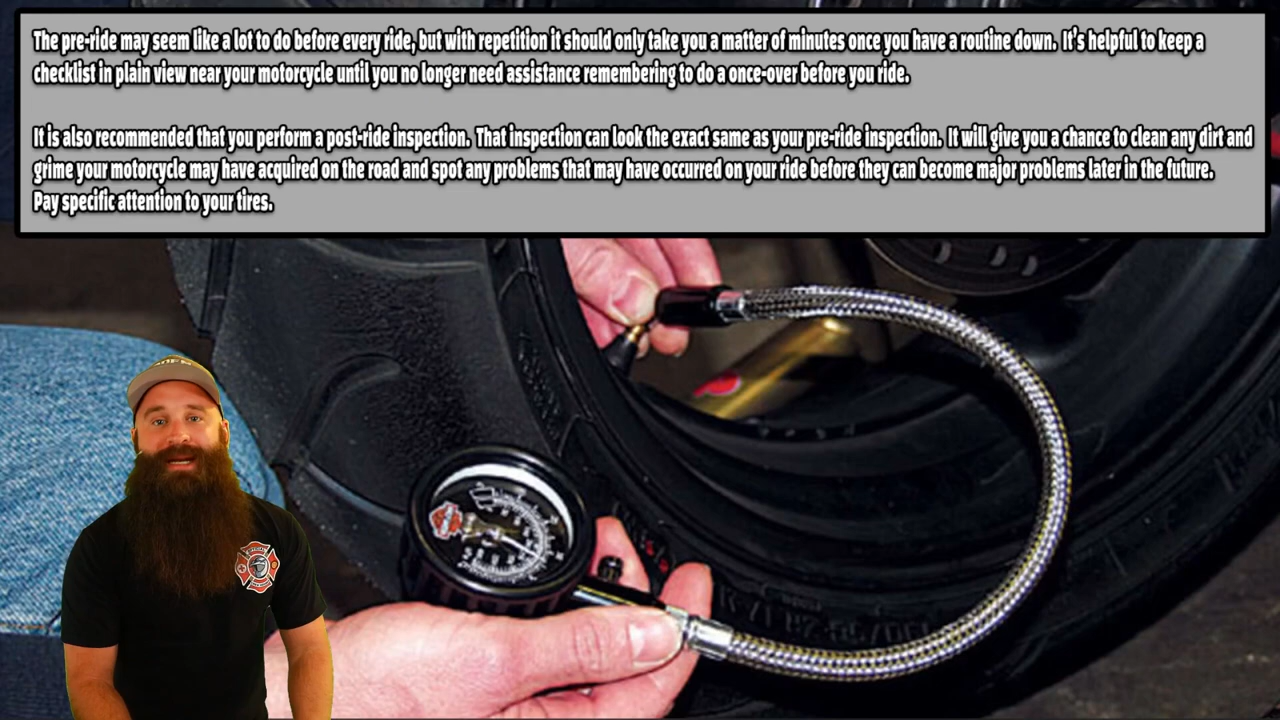 The pre-ride may seem like a lot to do before every ride, but with repetition it should only take you a matter of minutes once you have a routine down. It's helpful to keep a
checklist in plain view near your motorcycle until you no longer need assistance remembering to do a once-over before you ride.
It is also recommended that you perform a post-ride inspection. That inspection can look the exact same as your pre-ride inspection. It will give you a chance to clean any dirt and
grime your motorcycle may have acquired on the road and spot any problems that may have occurred on your ride before they can become major problems later in the future.
Pay specific attention to your tires.